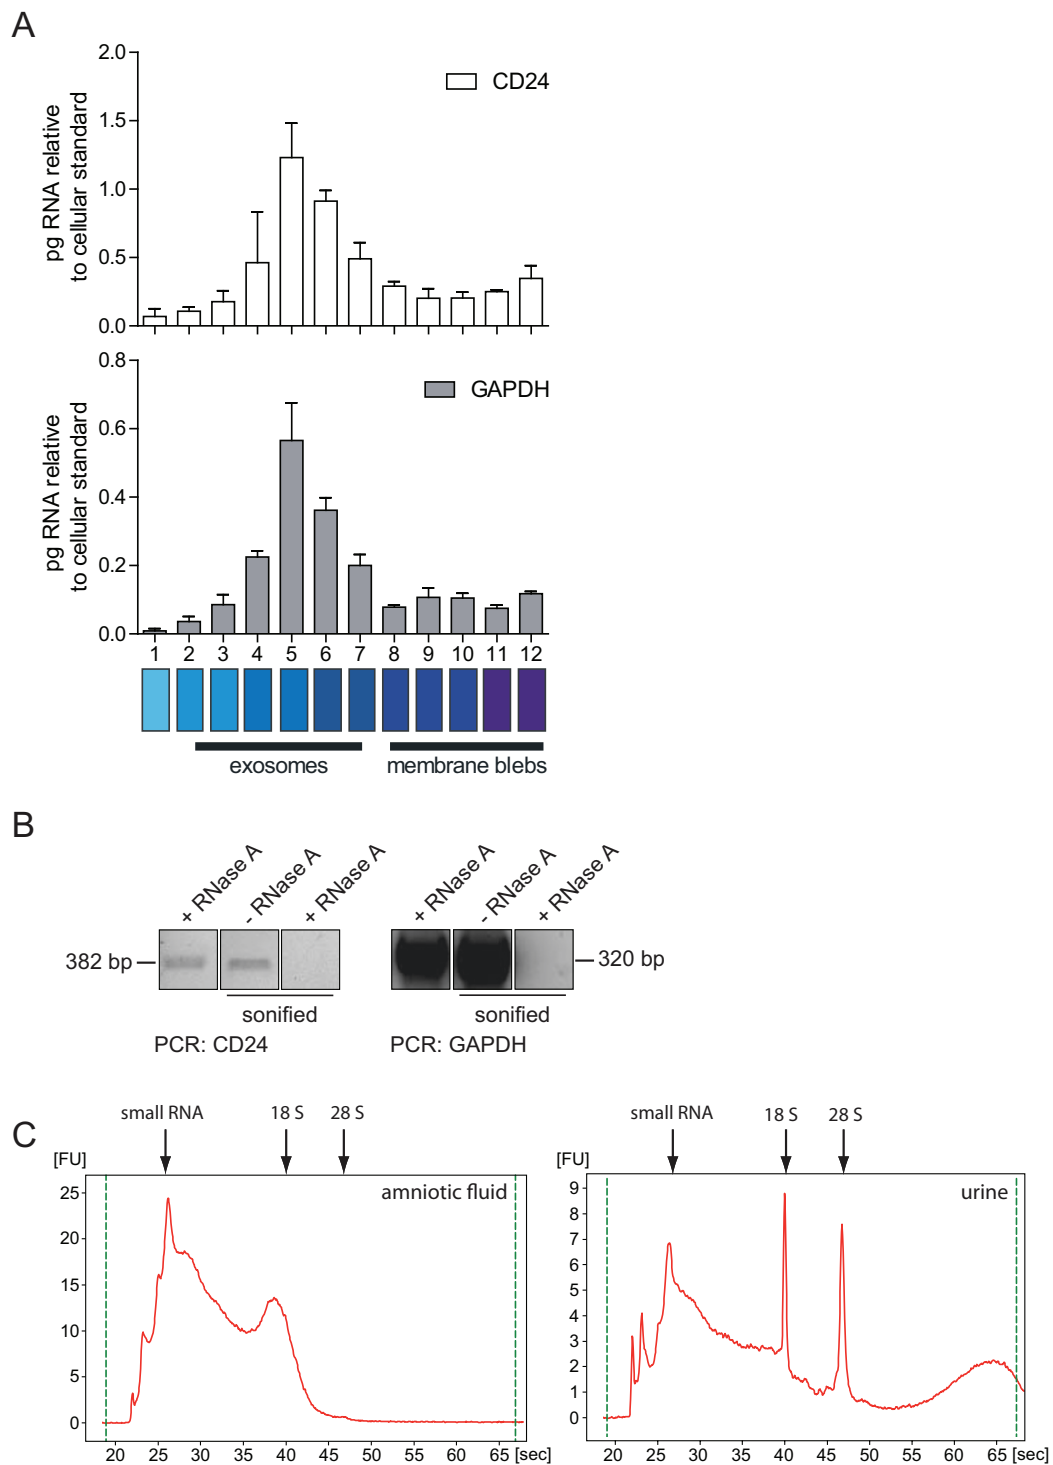 A
2.0
CD24
1.5
1.0
0.5
0.0
pg RNA relative
to cellular standard
0.8
GAPDH
0.6
0.4
0.2
0.0
pg RNA relative
to cellular standard
1 2 3 4 5 6 7 8 9 10 11 12
exosomes membrane blebs
B
+ RNase A - RNase A + RNase A + RNase A - RNase A + RNase A
382 bp 320 bp
sonified sonified
PCR: CD24 PCR: GAPDH
C
small RNA 18 S 28 S
[FU]
amniotic fluid
25
20
15
10
5
0
20 25 30 35 40 45 50 55 60 65 [sec]
small RNA 18 S 28 S
[FU]
urine
9
8
7
6
5
4
3
2
1
0
20 25 30 35 40 45 50 55 60 65 [sec]